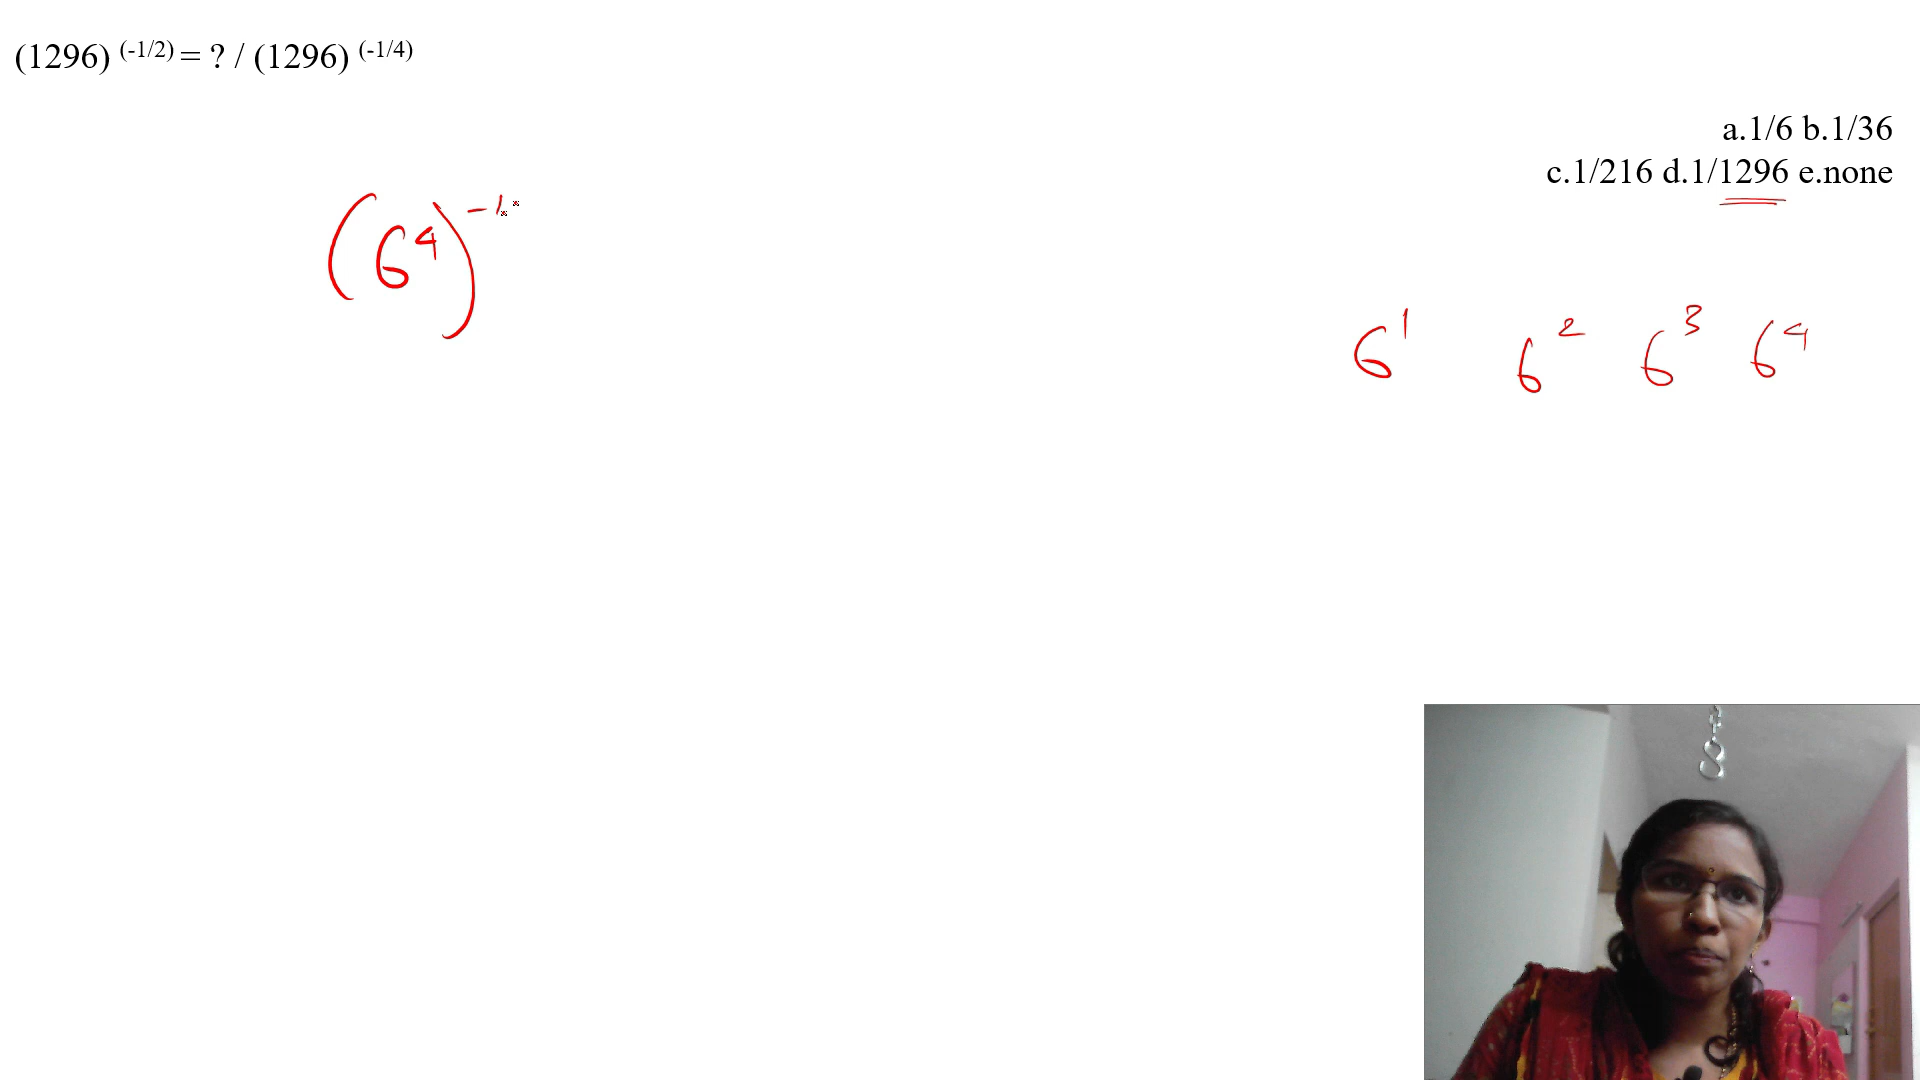 (1296) (-1/2) = ? / (1296) (-1/4)
a.1/6 b.1/36
c.1/216 d.1/1296 e.none
(6⁴)⁻¹
6¹ 6² 6³ 6⁴